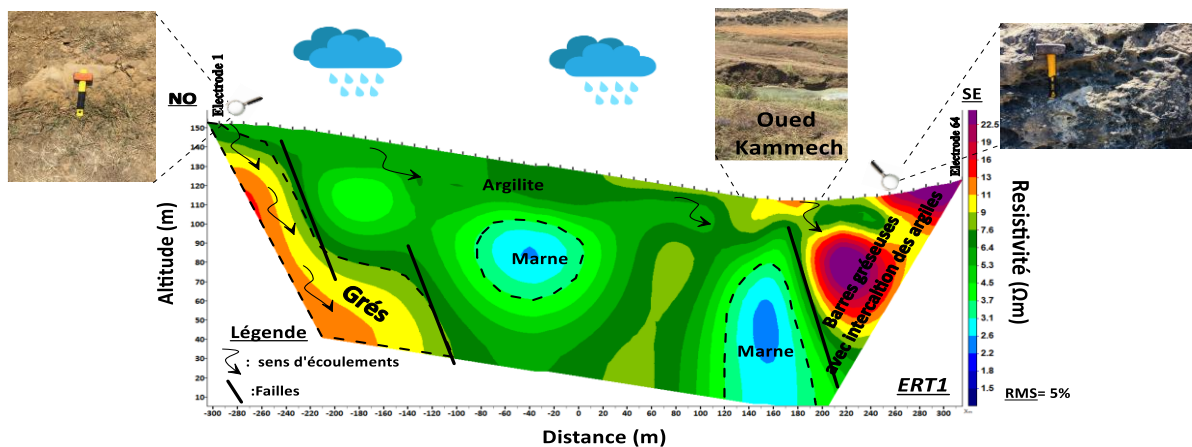 NO
Electrode 1
Oued
Kammech
SE
Electrode 64
Altitude (m)
150
140
130
120
110
100
90
80
70
60
50
40
30
20
10
Argilite
Marne
Grés
Marne
Barres gréseuses
avec intercaltion des argiles
22.5
19
16
13
11
9
7.6
6.4
5.3
4.5
3.7
3.1
2.6
2.2
1.8
1.5
Resistivité (Ωm)
Légende
: sens d'écoulements
:Failles
ERT1
RMS= 5%
-300 -280 -260 -240 -220 -200 -180 -160 -140 -120 -100 -80 -60 -40 -20 0 20 40 60 80 100 120 140 160 180 200 220 240 260 280 300
Distance (m)